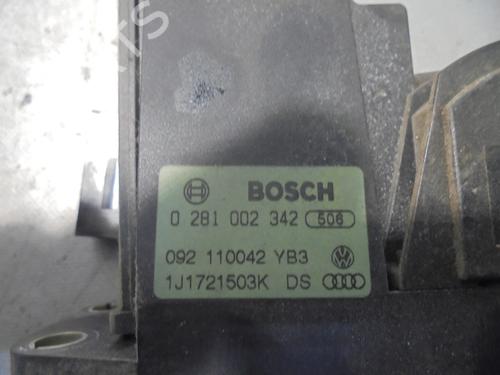 BOSCH
0 281 002 342 506
092 110042 YB3
1J1721503K DS